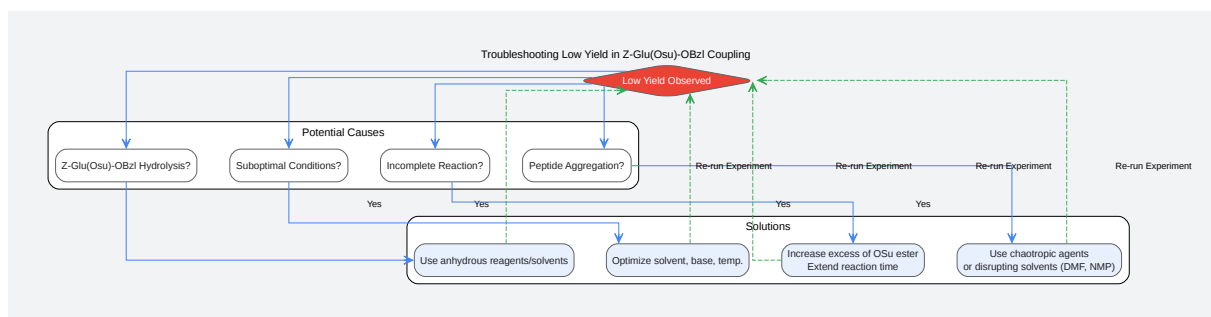 Troubleshooting Low Yield in Z-Glu(Osu)-OBzl Coupling
Low Yield Observed
Potential Causes
Z-Glu(Osu)-OBzl Hydrolysis?
Suboptimal Conditions?
Incomplete Reaction?
Peptide Aggregation?
Re-run Experiment
Re-run Experiment
Re-run Experiment
Re-run Experiment
Yes
Yes
Yes
Yes
Solutions
Use anhydrous reagents/solvents
Optimize solvent, base, temp.
Increase excess of OSu ester
Extend reaction time
Use chaotropic agents
or disrupting solvents (DMF, NMP)